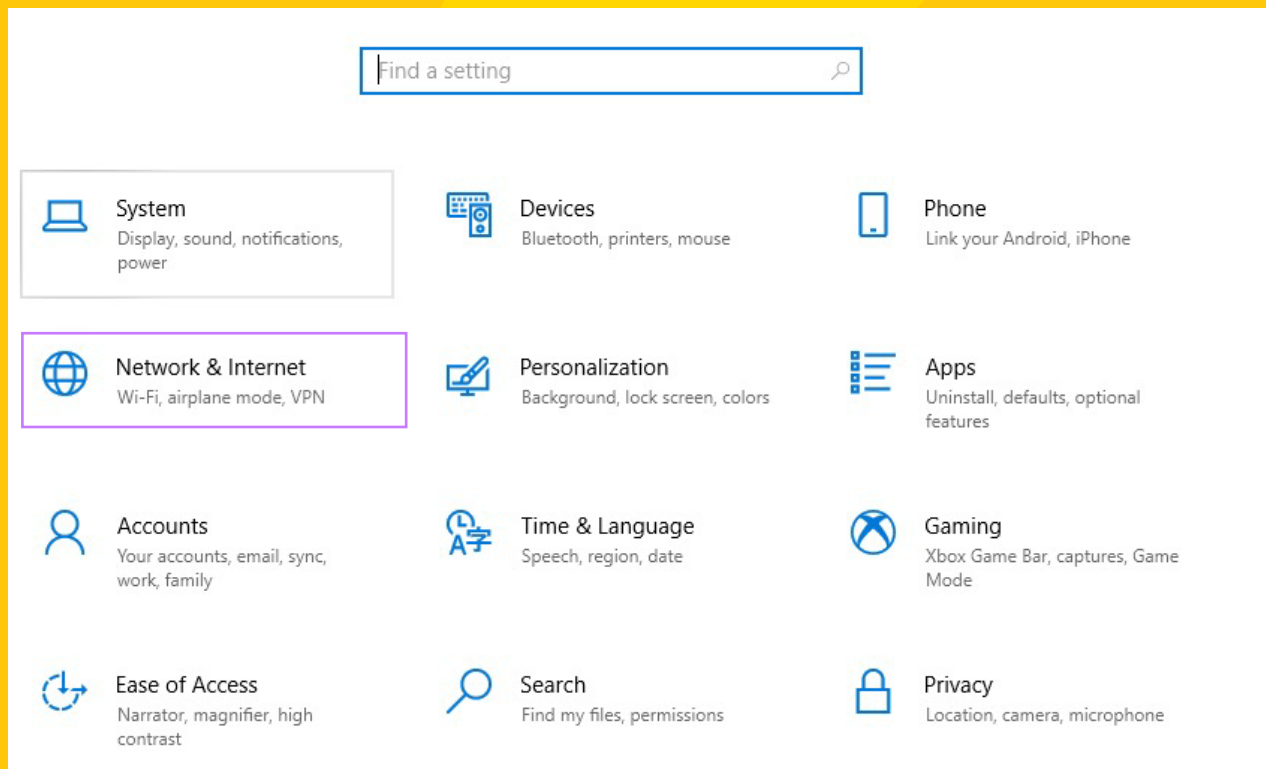 Find a setting
System
Display, sound, notifications,
power
Devices
Bluetooth, printers, mouse
Phone
Link your Android, iPhone
Network & Internet
Wi-Fi, airplane mode, VPN
Personalization
Background, lock screen, colors
Apps
Uninstall, defaults, optional
features
Accounts
Your accounts, email, sync,
work, family
Time & Language
Speech, region, date
Gaming
Xbox Game Bar, captures, Game
Mode
Ease of Access
Narrator, magnifier, high
contrast
Search
Find my files, permissions
Privacy
Location, camera, microphone